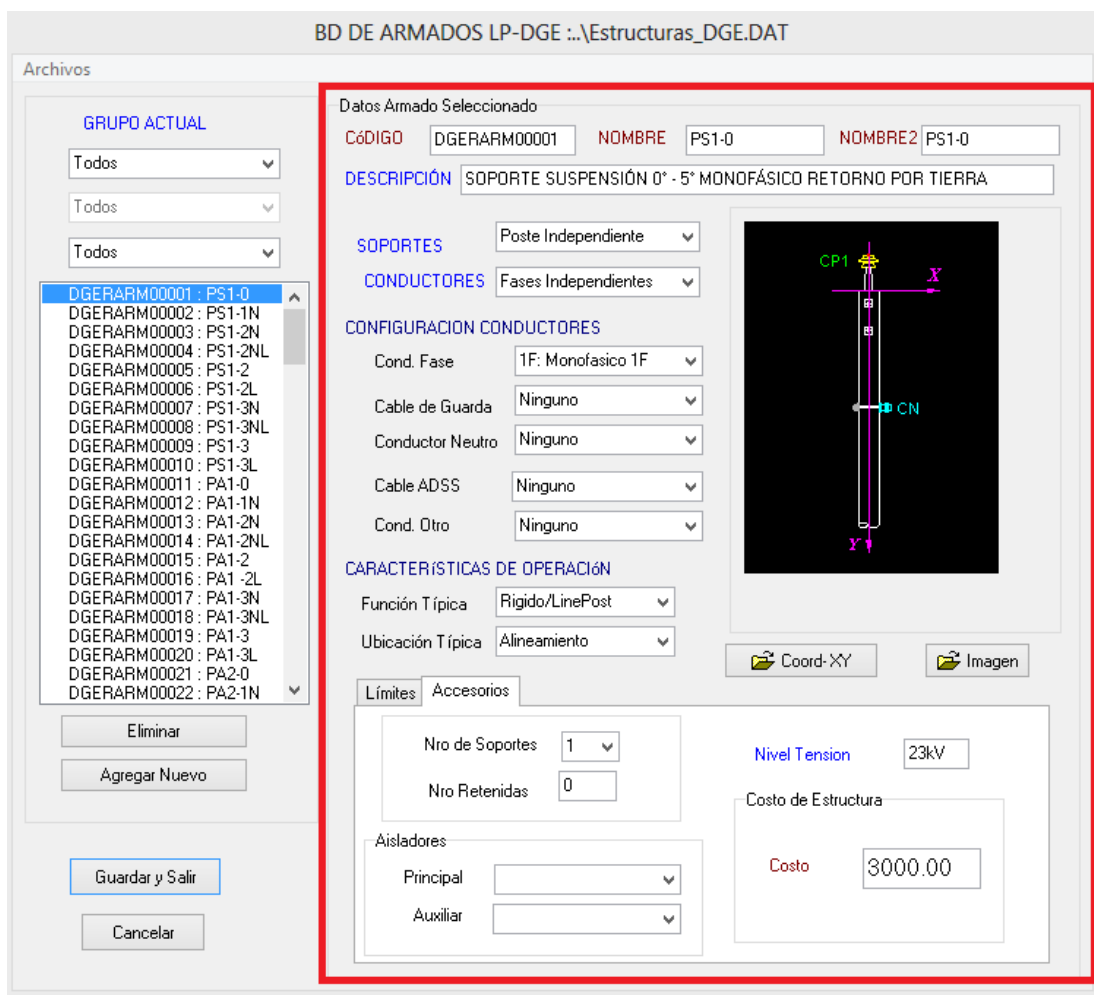 BD DE ARMADOS LP-DGE :..\Estructuras_DGE.DAT
Archivos
GRUPO ACTUAL
Todos
Todos
Todos
DGERARM00001 : PS1-0
DGERARM00002 : PS1-1N
DGERARM00003 : PS1-2N
DGERARM00004 : PS1-2NL
DGERARM00005 : PS1-2
DGERARM00006 : PS1-2L
DGERARM00007 : PS1-3N
DGERARM00008 : PS1-3NL
DGERARM00009 : PS1-3
DGERARM00010 : PS1-3L
DGERARM00011 : PA1-0
DGERARM00012 : PA1-1N
DGERARM00013 : PA1-2N
DGERARM00014 : PA1-2NL
DGERARM00015 : PA1-2
DGERARM00016 : PA1 -2L
DGERARM00017 : PA1-3N
DGERARM00018 : PA1-3NL
DGERARM00019 : PA1-3
DGERARM00020 : PA1-3L
DGERARM00021 : PA2-0
DGERARM00022 : PA2-1N
Eliminar
Agregar Nuevo
Guardar y Salir
Cancelar
Datos Armado Seleccionado
CóDIGO DGERARM00001 NOMBRE PS1-0 NOMBRE2 PS1-0
DESCRIPCIÓN SOPORTE SUSPENSIÓN 0° - 5° MONOFÁSICO RETORNO POR TIERRA
SOPORTES Poste Independiente
CONDUCTORES Fases Independientes
CONFIGURACION CONDUCTORES
Cond. Fase 1F: Monofasico 1F
Cable de Guarda Ninguno
Conductor Neutro Ninguno
Cable ADSS Ninguno
Cond. Otro Ninguno
CARACTERíSTICAS DE OPERACIóN
Función Típica Rigido/LinePost
Ubicación Típica Alineamiento
CP1
X
CN
Y
Coord-XY Imagen
Límites Accesorios
Nro de Soportes 1
Nro Retenidas 0
Aisladores
Principal
Auxiliar
Nivel Tension 23kV
Costo de Estructura
Costo 3000.00